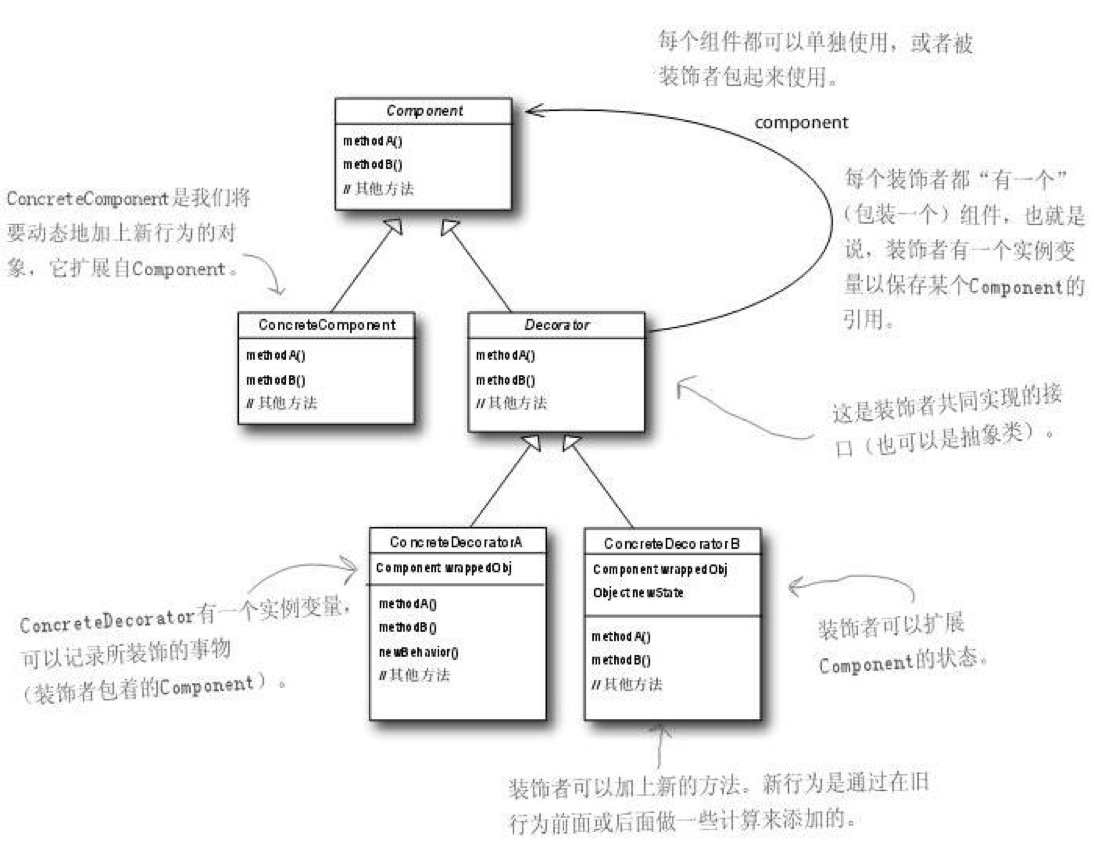 每个组件都可以单独使用，或者被
装饰者包起来使用。
Component
methodA()
methodB()
// 其他方法
component
ConcreteComponent是我们将
要动态地加上新行为的对
象，它扩展自Component。
每个装饰者都“有一个”
（包装一个）组件，也就是
说，装饰者有一个实例变
量以保存某个Component的
引用。
ConcreteComponent
methodA()
methodB()
// 其他方法
Decorator
methodA()
methodB()
// 其他方法
这是装饰者共同实现的接
口（也可以是抽象类）。
ConcreteDecoratorA
Component wrappedObj
methodA()
methodB()
newBehavior()
// 其他方法
ConcreteDecoratorB
Component wrappedObj
Object newState
methodA()
methodB()
// 其他方法
ConcreteDecorator有一个实例变量，
可以记录所装饰的事物
（装饰者包着的Component）。
装饰者可以扩展
Component的状态。
装饰者可以加上新的方法。新行为是通过在旧
行为前面或后面做一些计算来添加的。